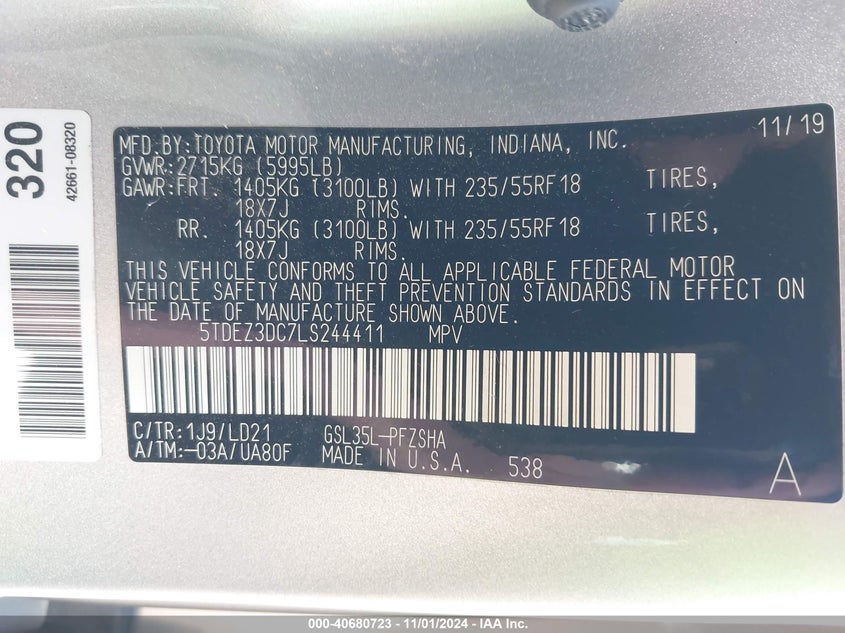 320
42661-08320
MFD.BY:TOYOTA MOTOR MANUFACTURING, INDIANA, INC. 11/19
GVWR:2715KG (5995LB)
GAWR:FRT. 1405KG (3100LB) WITH 235/55RF18 TIRES,
18X7J RIMS.
RR. 1405KG (3100LB) WITH 235/55RF18 TIRES,
18X7J RIMS.
THIS VEHICLE CONFORMS TO ALL APPLICABLE FEDERAL MOTOR
VEHICLE SAFETY AND THEFT PREVENTION STANDARDS IN EFFECT ON
THE DATE OF MANUFACTURE SHOWN ABOVE.
5TDEZ3DC7LS244411 MPV
C/TR:1J9/LD21 GSL35L-PFZSHA
A/TM:-03A/UA80F MADE IN U.S.A. 538
A
000-40680723 - 11/01/2024 - IAA Inc.